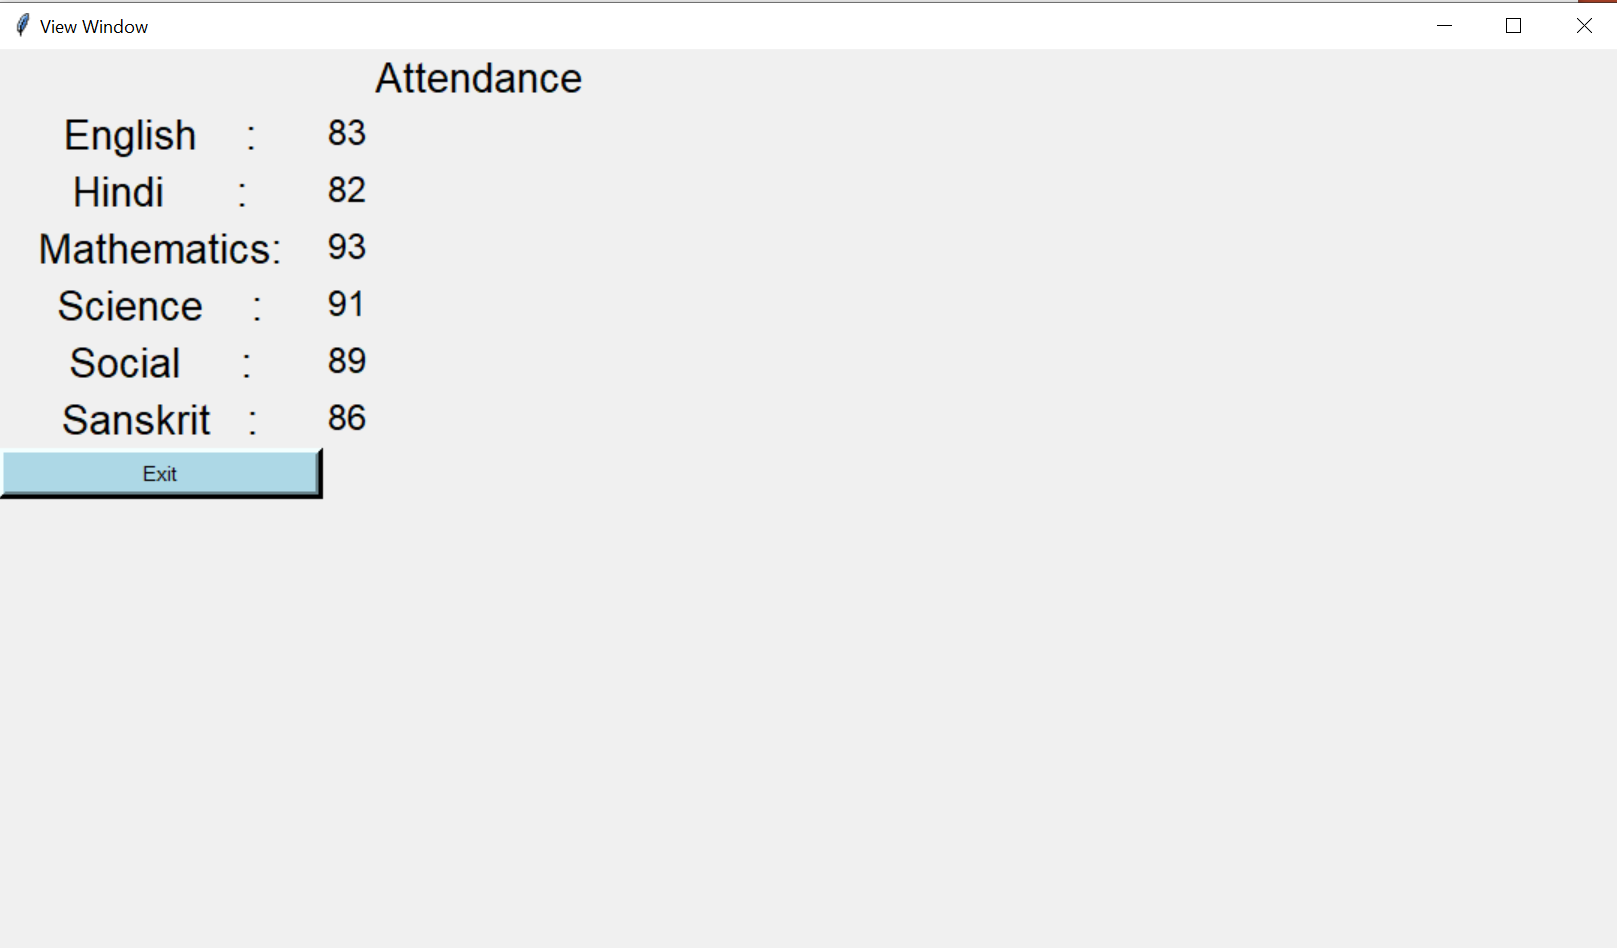 View Window
Attendance
English : 83
Hindi : 82
Mathematics: 93
Science : 91
Social : 89
Sanskrit : 86
Exit